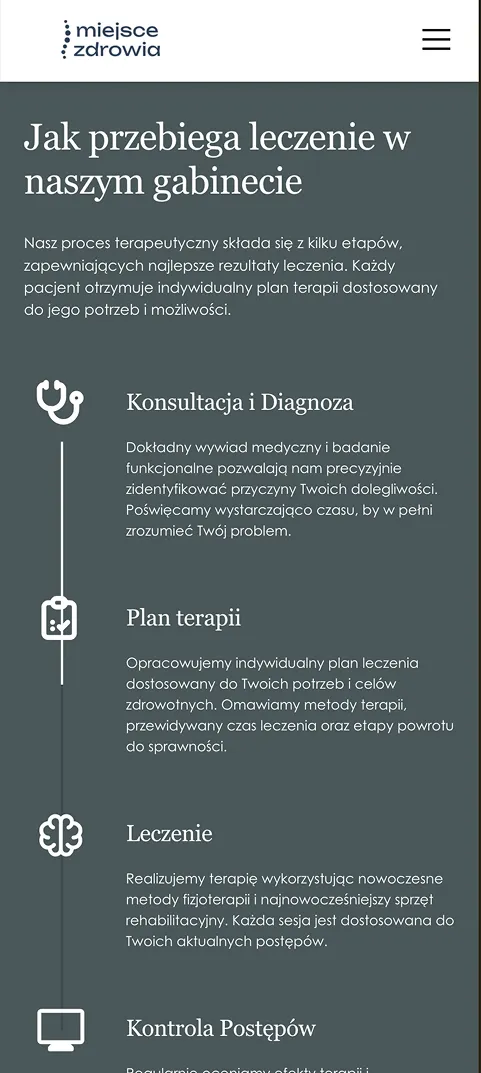 miejsce
zdrowia
Jak przebiega leczenie w
naszym gabinecie
Nasz proces terapeutyczny składa się z kilku etapów,
zapewniających najlepsze rezultaty leczenia. Każdy
pacjent otrzymuje indywidualny plan terapii dostosowany
do jego potrzeb i możliwości.
Konsultacja i Diagnoza
Dokładny wywiad medyczny i badanie
funkcjonalne pozwalają nam precyzyjnie
zidentyfikować przyczyny Twoich dolegliwości.
Poświęcamy wystarczająco czasu, by w pełni
zrozumieć Twój problem.
Plan terapii
Opracowujemy indywidualny plan leczenia
dostosowany do Twoich potrzeb i celów
zdrowotnych. Omawiamy metody terapii,
przewidywany czas leczenia oraz etapy powrotu
do sprawności.
Leczenie
Realizujemy terapię wykorzystując nowoczesne
metody fizjoterapii i najnowocześniejszy sprzęt
rehabilitacyjny. Każda sesja jest dostosowana do
Twoich aktualnych postępów.
Kontrola Postępów
Regularnie oceniamy efekty terapii i